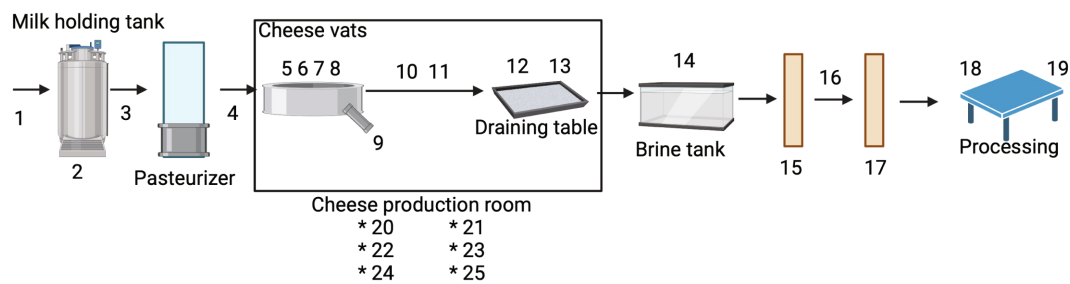 Milk holding tank
Cheese vats
1
2
3
Pasteurizer
4
5 6 7 8
9
10 11
12 13
Draining table
14
Brine tank
15
16
17
18 19
Processing
Cheese production room
* 20 * 21
* 22 * 23
* 24 * 25